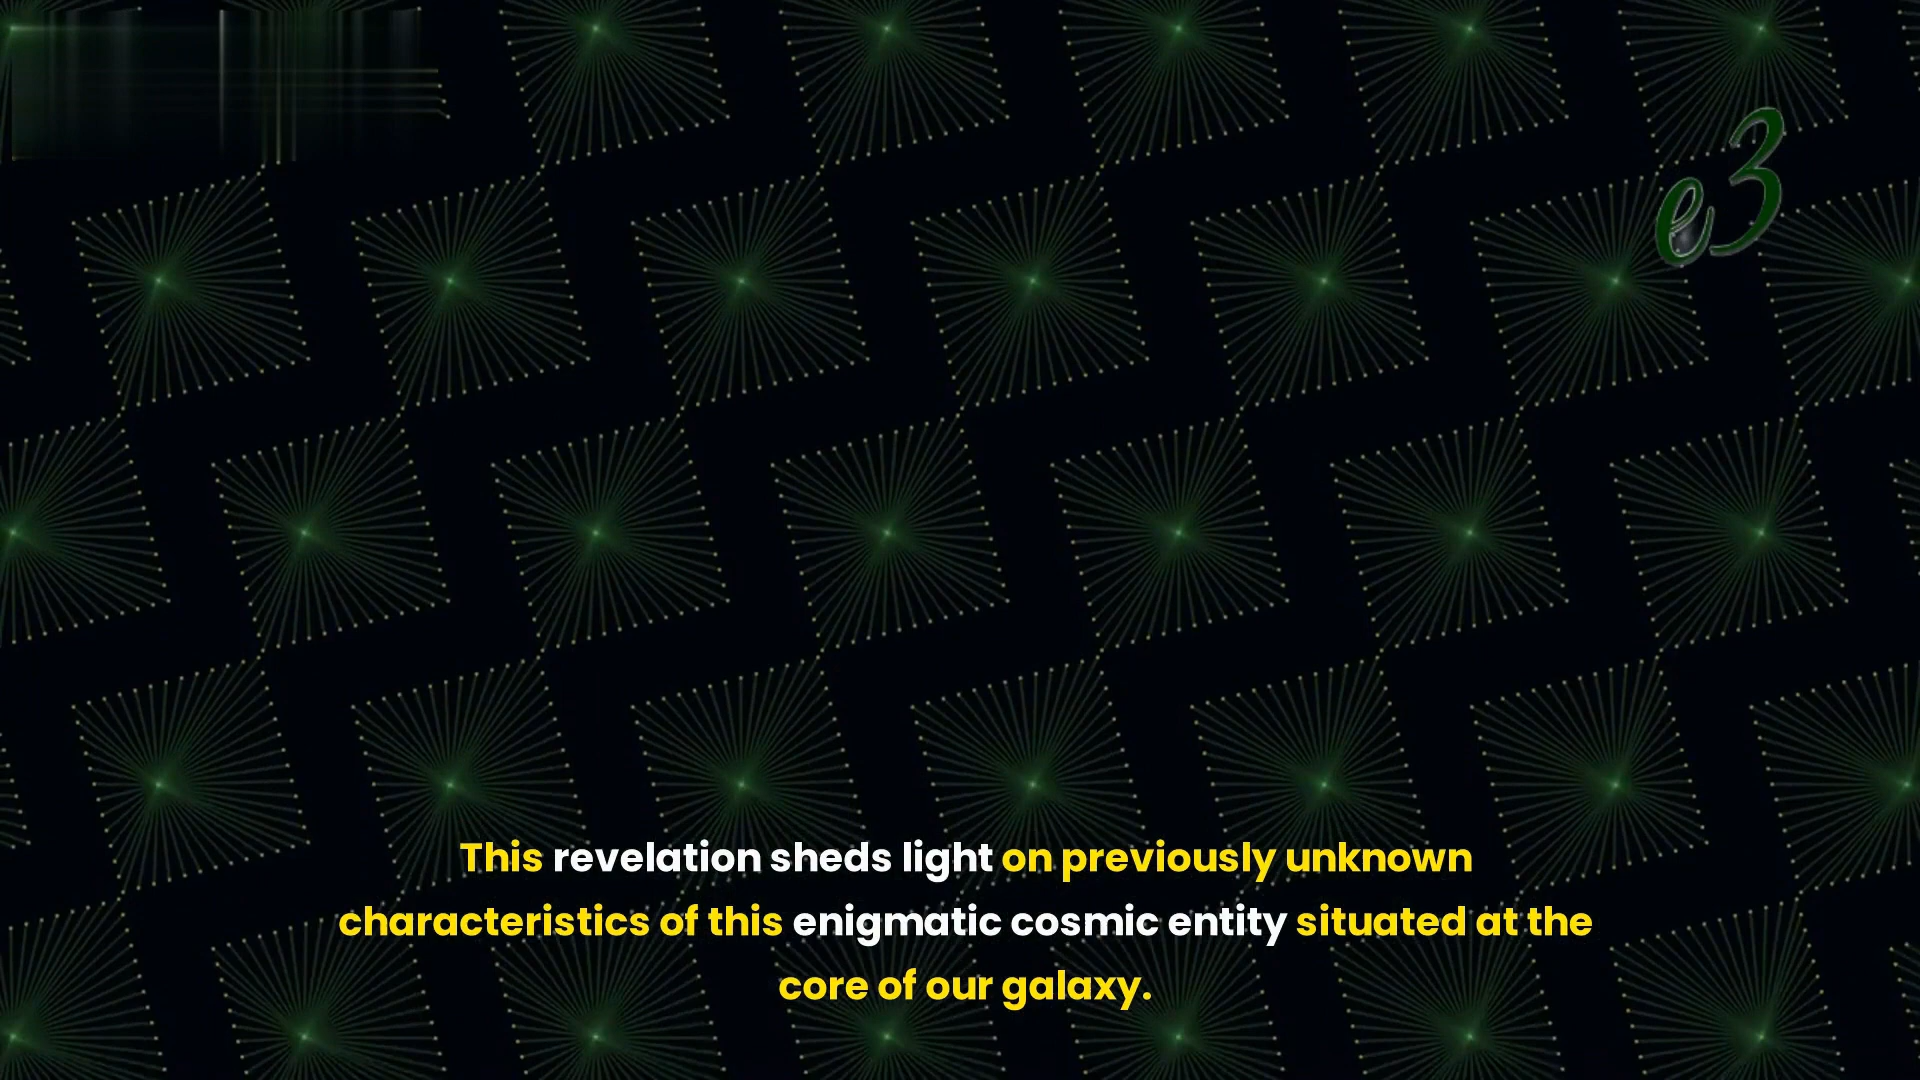 e3
This revelation sheds light on previously unknown
characteristics of this enigmatic cosmic entity situated at the
core of our galaxy.